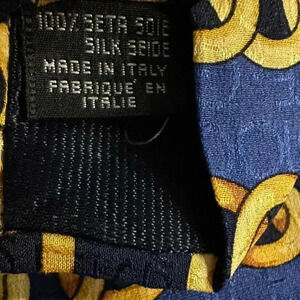 100% SETA SOIE
SILK SEIDE
MADE IN ITALY
FABRIQUÉ EN
ITALIE